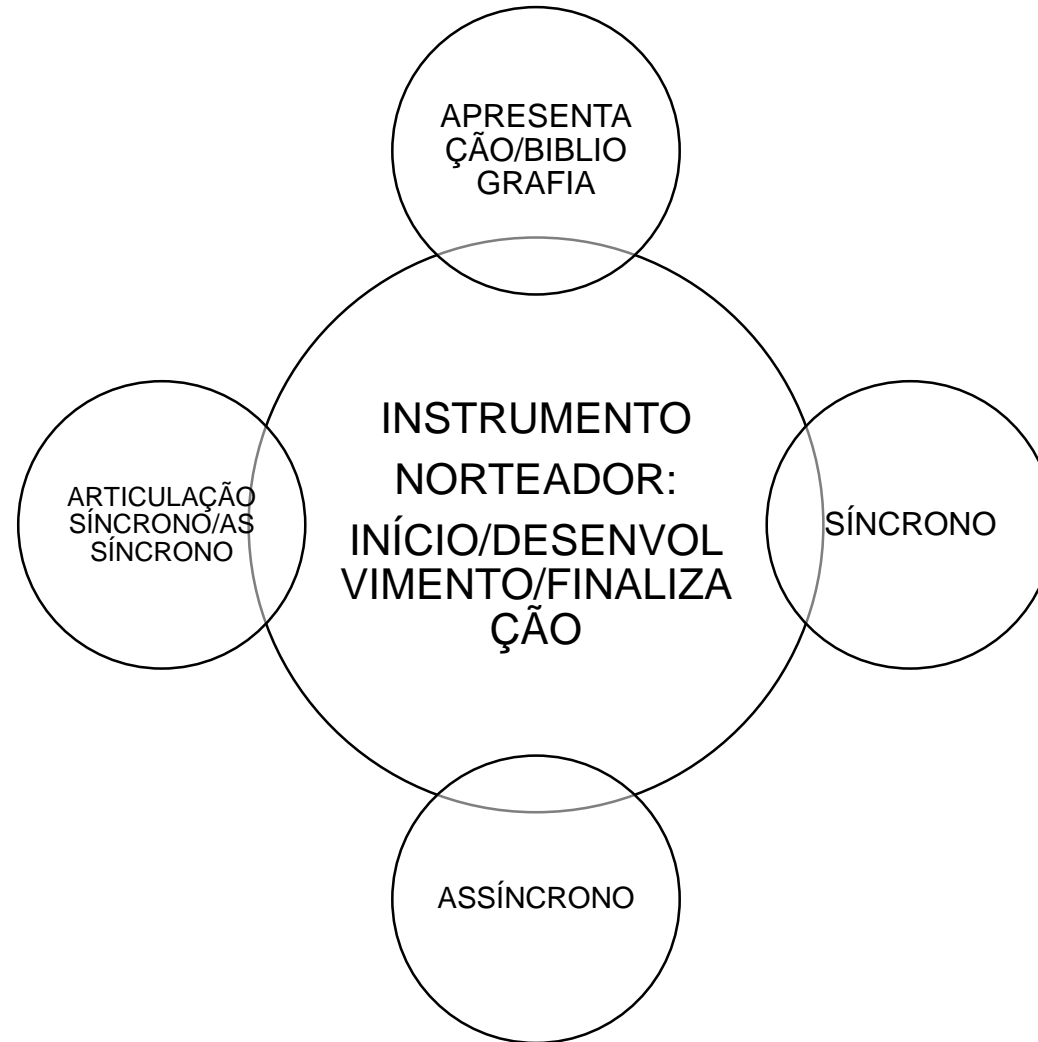 APRESENTA
ÇÃO/BIBLIO
GRAFIA
INSTRUMENTO
NORTEADOR:
INÍCIO/DESENVOL
VIMENTO/FINALIZA
ÇÃO
ARTICULAÇÃO
SÍNCRONO/AS
SÍNCRONO
SÍNCRONO
ASSÍNCRONO